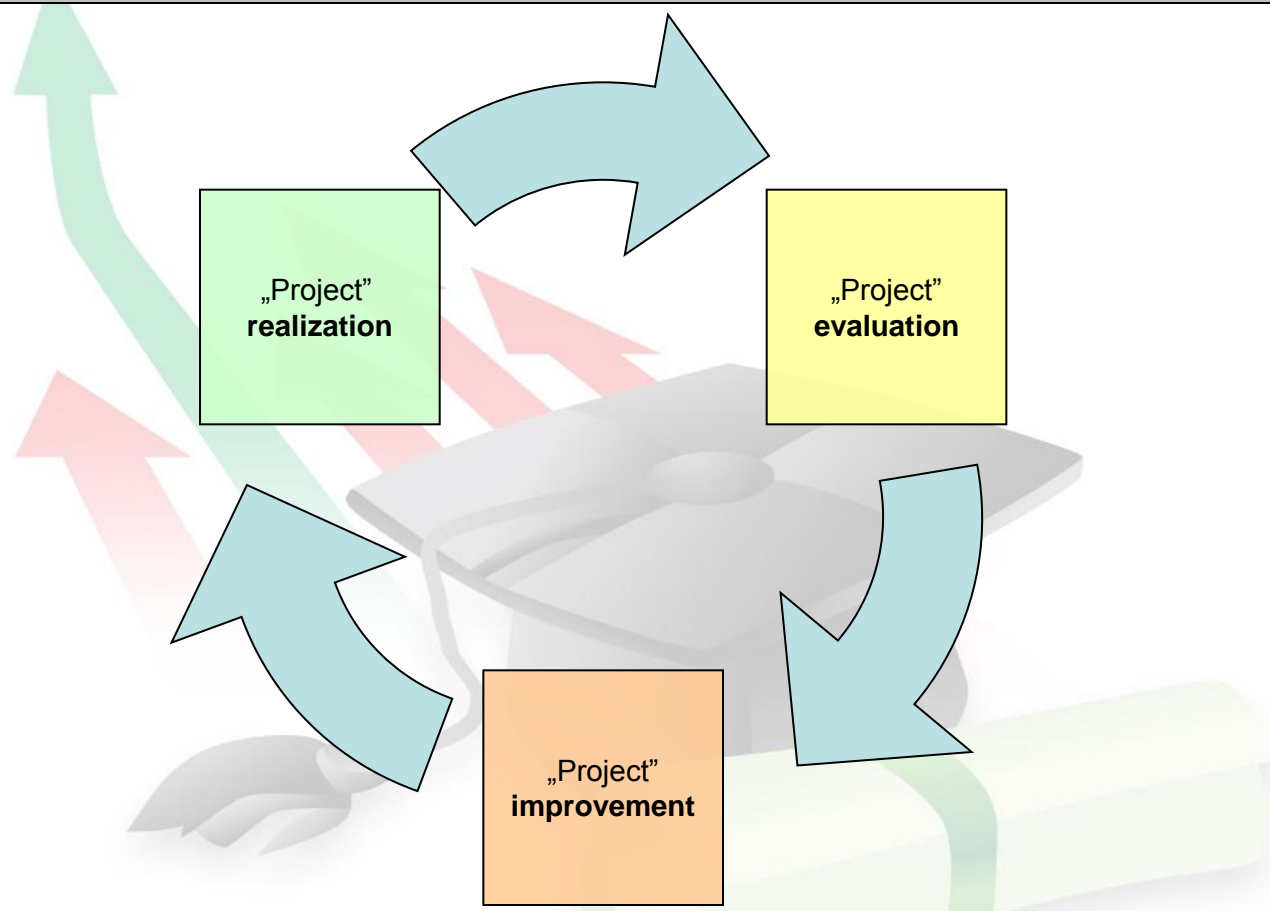 „Project”
realization
„Project”
evaluation
„Project”
improvement